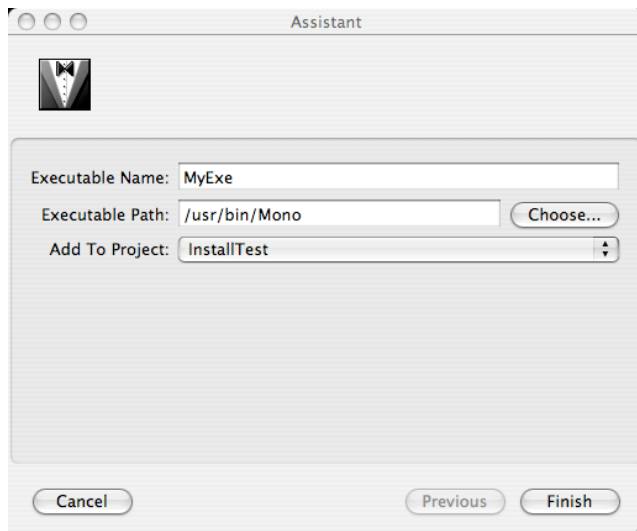 Assistant
Executable Name: MyExe
Executable Path: /usr/bin/Mono Choose...
Add To Project: InstallTest
Cancel Previous Finish